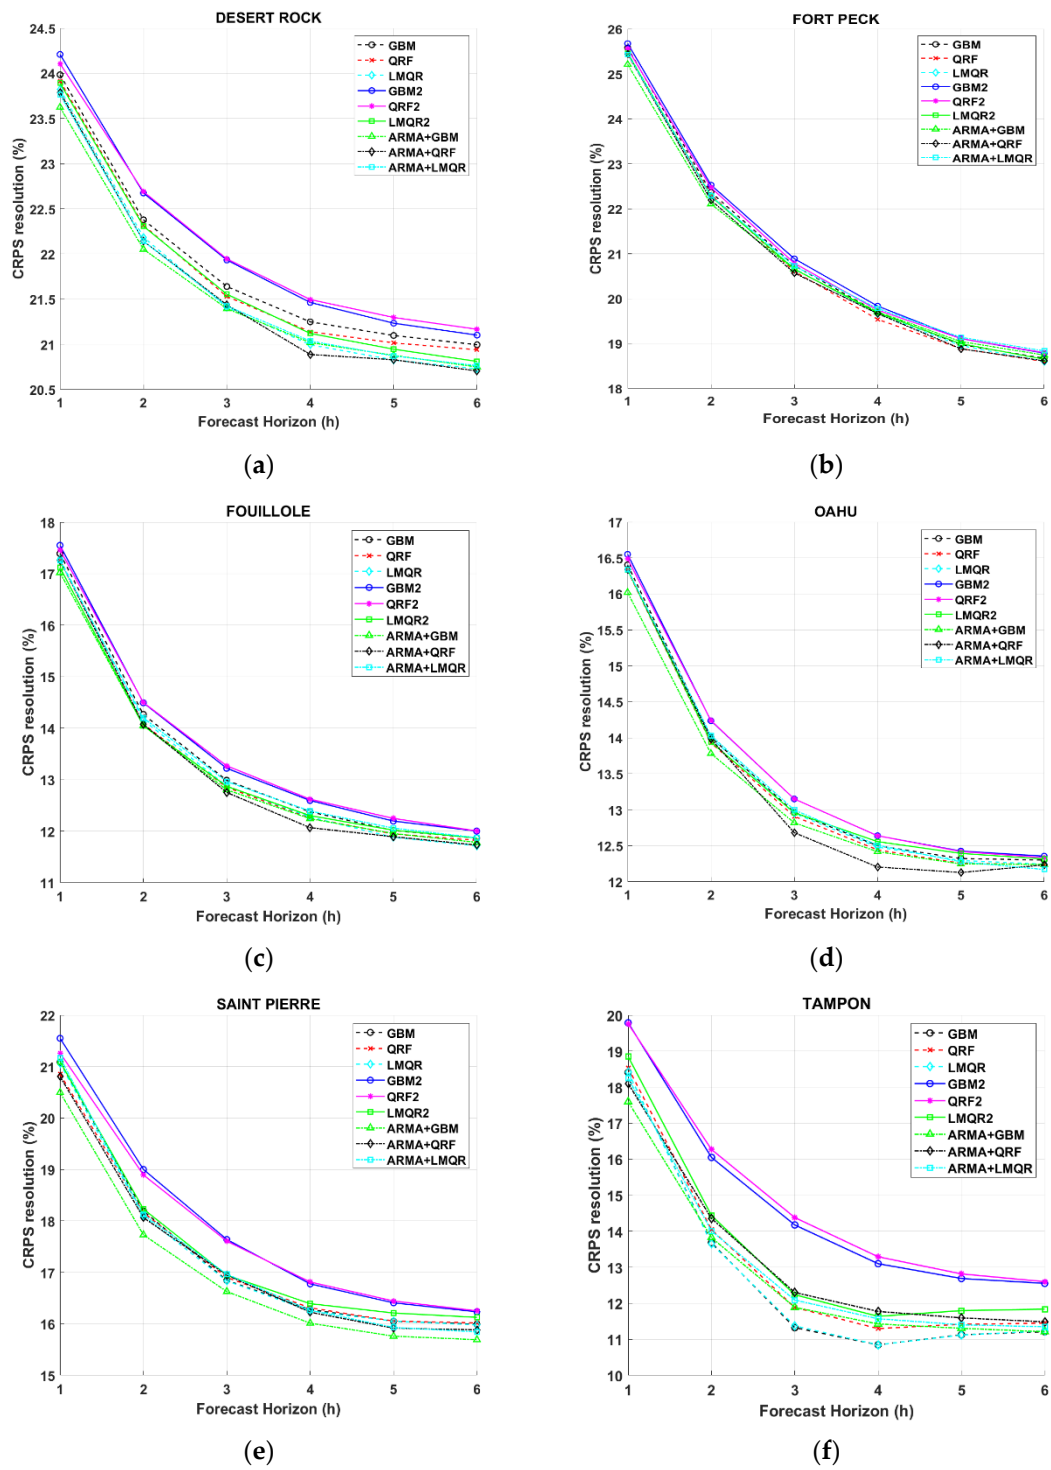 DESERT ROCK
24.5
24
23.5
23
22.5
22
21.5
21
20.5
CRPS resolution (%)
GBM
QRF
LMQR
GBM2
QRF2
LMQR2
ARMA+GBM
ARMA+QRF
ARMA+LMQR
1 2 3 4 5 6
Forecast Horizon (h)
(a)
FORT PECK
26
25
24
23
22
21
20
19
18
CRPS resolution (%)
GBM
QRF
LMQR
GBM2
QRF2
LMQR2
ARMA+GBM
ARMA+QRF
ARMA+LMQR
1 2 3 4 5 6
Forecast Horizon (h)
(b)
FOUILLOLE
18
17
16
15
14
13
12
11
CRPS resolution (%)
GBM
QRF
LMQR
GBM2
QRF2
LMQR2
ARMA+GBM
ARMA+QRF
ARMA+LMQR
1 2 3 4 5 6
Forecast Horizon (h)
(c)
OAHU
17
16.5
16
15.5
15
14.5
14
13.5
13
12.5
12
CRPS resolution (%)
GBM
QRF
LMQR
GBM2
QRF2
LMQR2
ARMA+GBM
ARMA+QRF
ARMA+LMQR
1 2 3 4 5 6
Forecast Horizon (h)
(d)
SAINT PIERRE
22
21
20
19
18
17
16
15
CRPS resolution (%)
GBM
QRF
LMQR
GBM2
QRF2
LMQR2
ARMA+GBM
ARMA+QRF
ARMA+LMQR
1 2 3 4 5 6
Forecast Horizon (h)
(e)
TAMPON
20
19
18
17
16
15
14
13
12
11
10
CRPS resolution (%)
GBM
QRF
LMQR
GBM2
QRF2
LMQR2
ARMA+GBM
ARMA+QRF
ARMA+LMQR
1 2 3 4 5 6
Forecast Horizon (h)
(f)